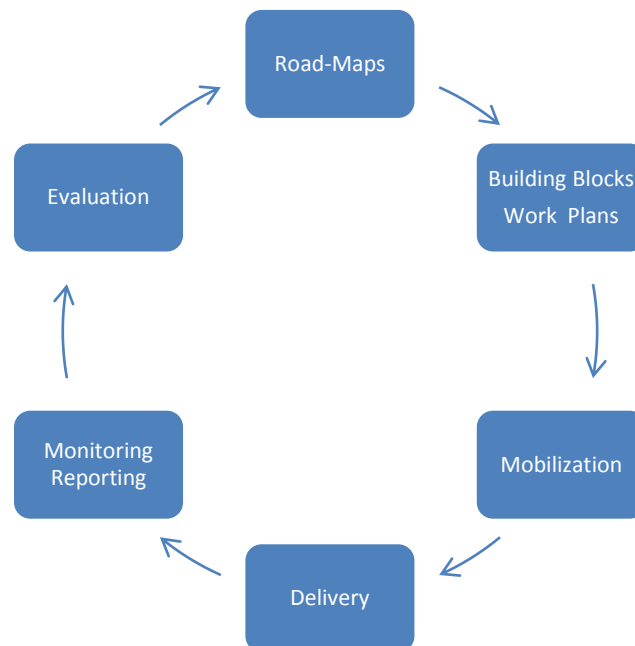 Road-Maps
Building Blocks
Work Plans
Mobilization
Delivery
Monitoring
Reporting
Evaluation